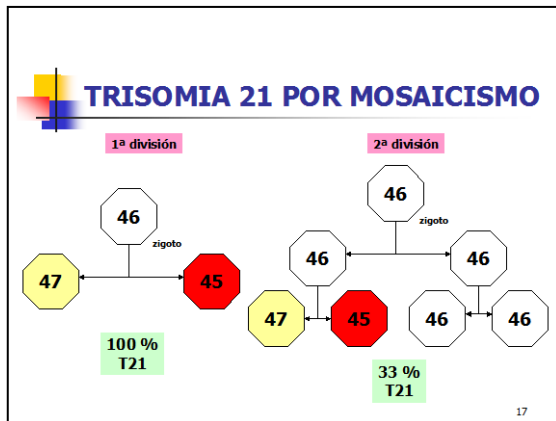 TRISOMIA 21 POR MOSAICISMO
1ª división
2ª división
46
zigoto
47
45
100 %
T21
46
zigoto
46
46
47
45
46
46
33 %
T21
17